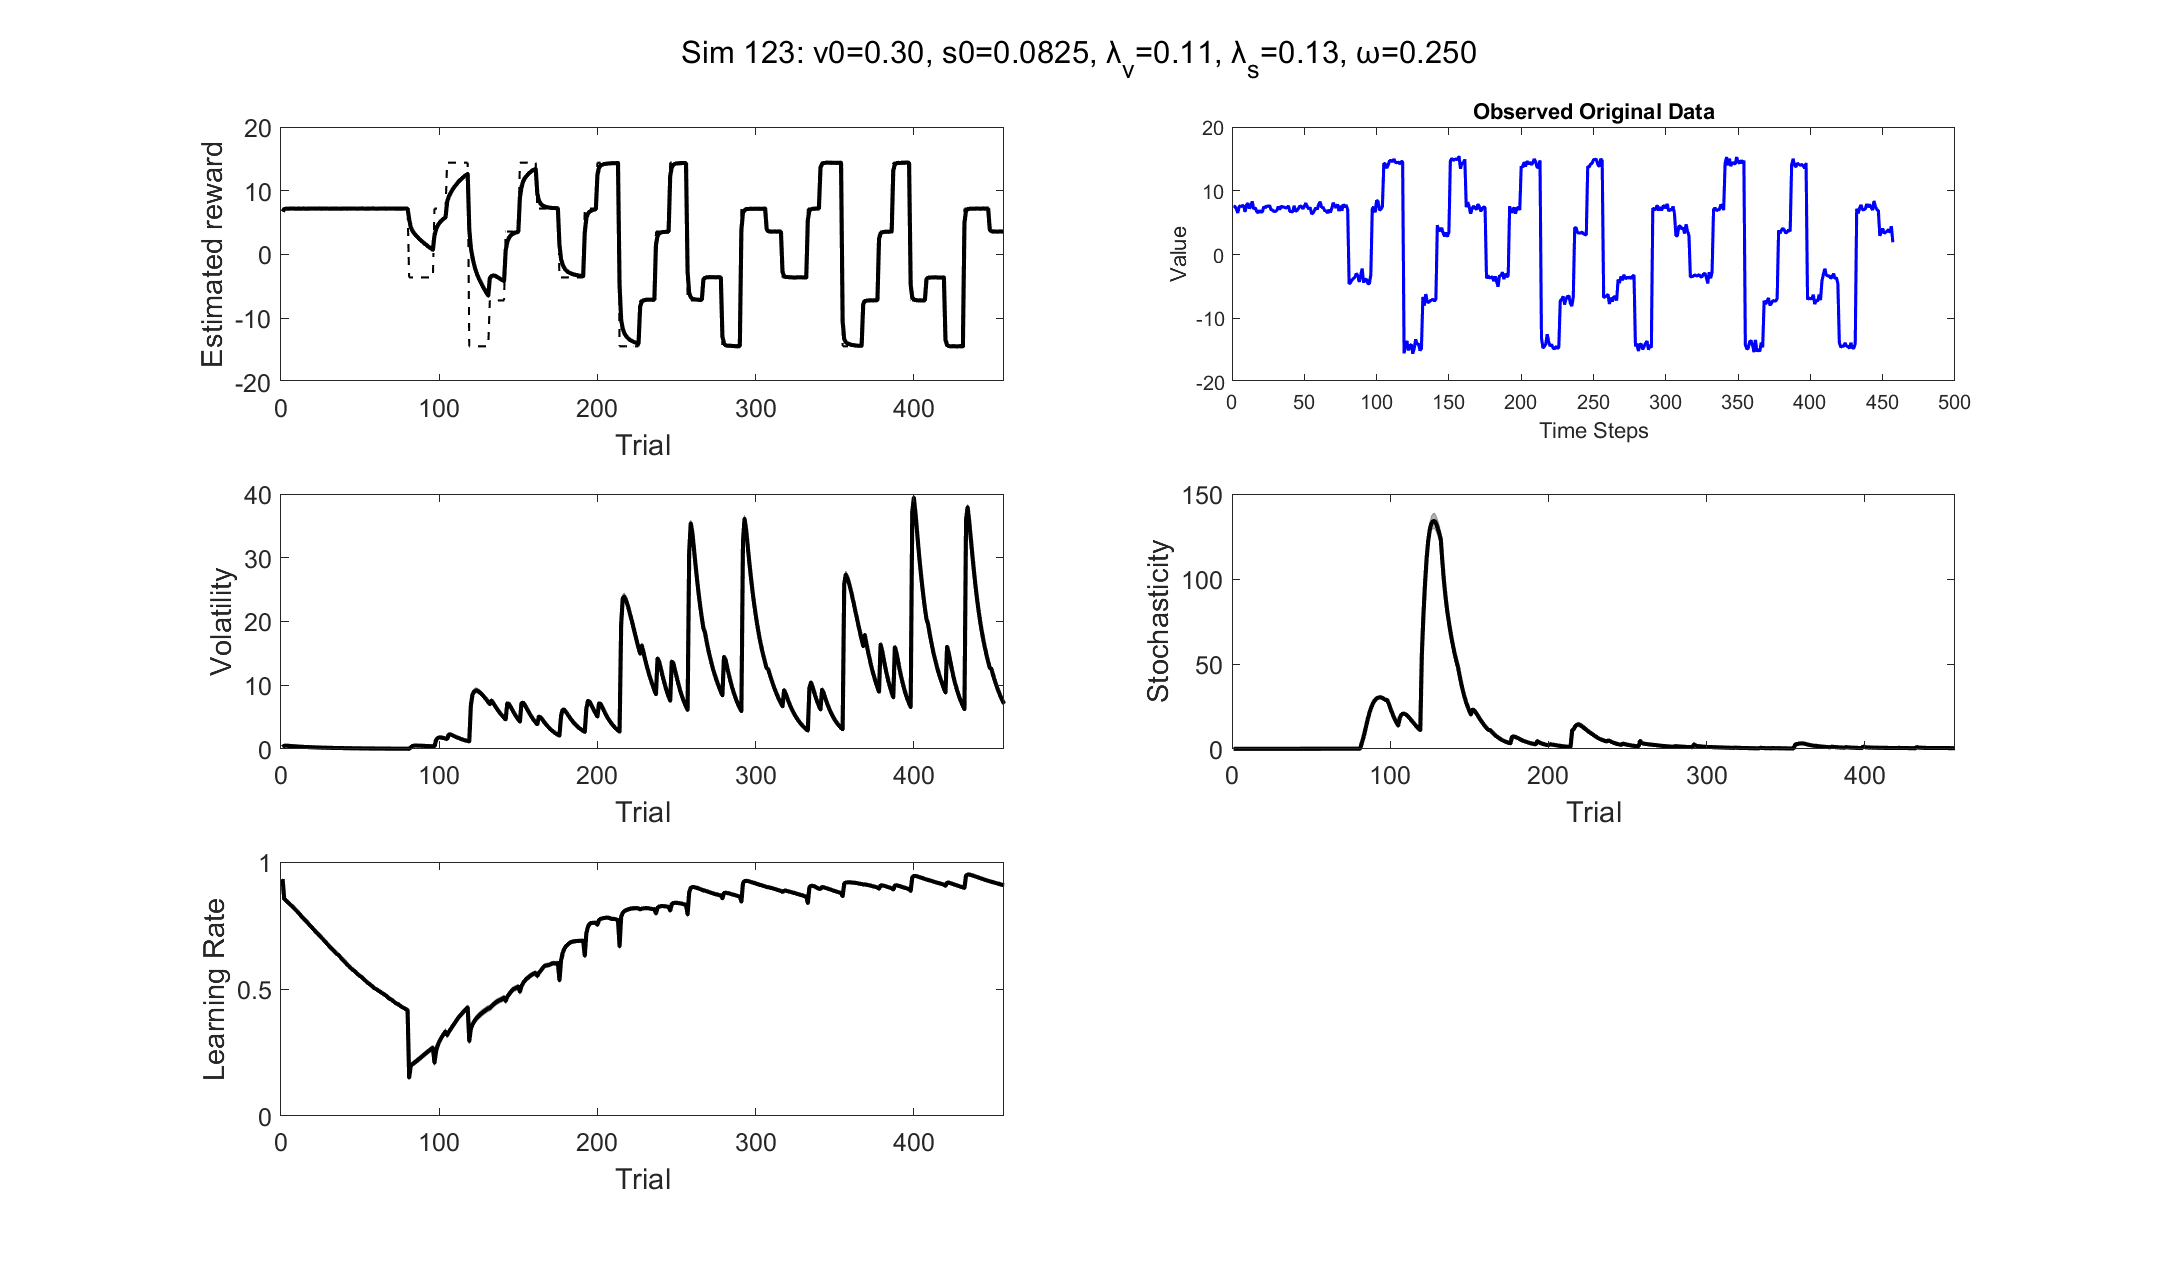 Sim 123: v0=0.30, s0=0.0825, λv=0.11, λs=0.13, ω=0.250
Estimated reward
20
10
0
-10
-20
0 100 200 300 400
Trial
Observed Original Data
Value
20
10
0
-10
-20
0 50 100 150 200 250 300 350 400 450 500
Time Steps
Volatility
40
30
20
10
0
0 100 200 300 400
Trial
Stochasticity
150
100
50
0
0 100 200 300 400
Trial
Learning Rate
1
0.5
0
0 100 200 300 400
Trial